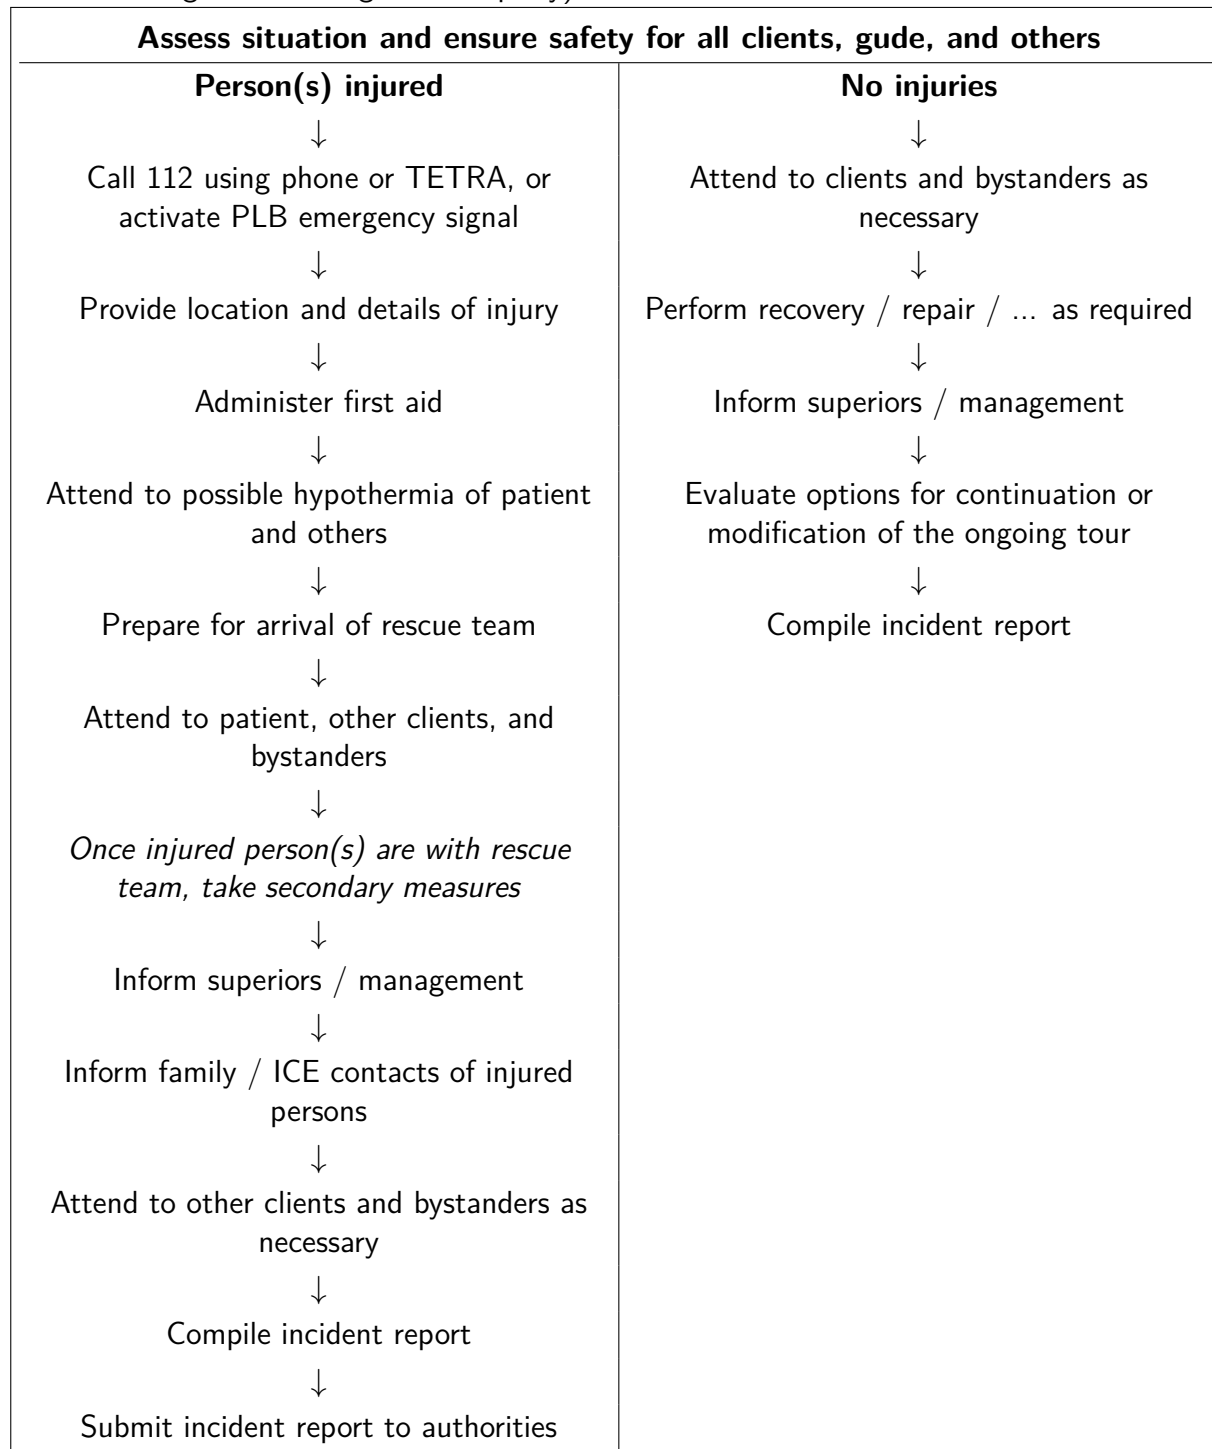 Assess situation and ensure safety for all clients, gude, and others
Person(s) injured
↓
Call 112 using phone or TETRA, or
activate PLB emergency signal
↓
Provide location and details of injury
↓
Administer first aid
↓
Attend to possible hypothermia of patient
and others
↓
Prepare for arrival of rescue team
↓
Attend to patient, other clients, and
bystanders
↓
Once injured person(s) are with rescue
team, take secondary measures
↓
Inform superiors / management
↓
Inform family / ICE contacts of injured
persons
↓
Attend to other clients and bystanders as
necessary
↓
Compile incident report
↓
Submit incident report to authorities
No injuries
↓
Attend to clients and bystanders as
necessary
↓
Perform recovery / repair / ... as required
↓
Inform superiors / management
↓
Evaluate options for continuation or
modification of the ongoing tour
↓
Compile incident report